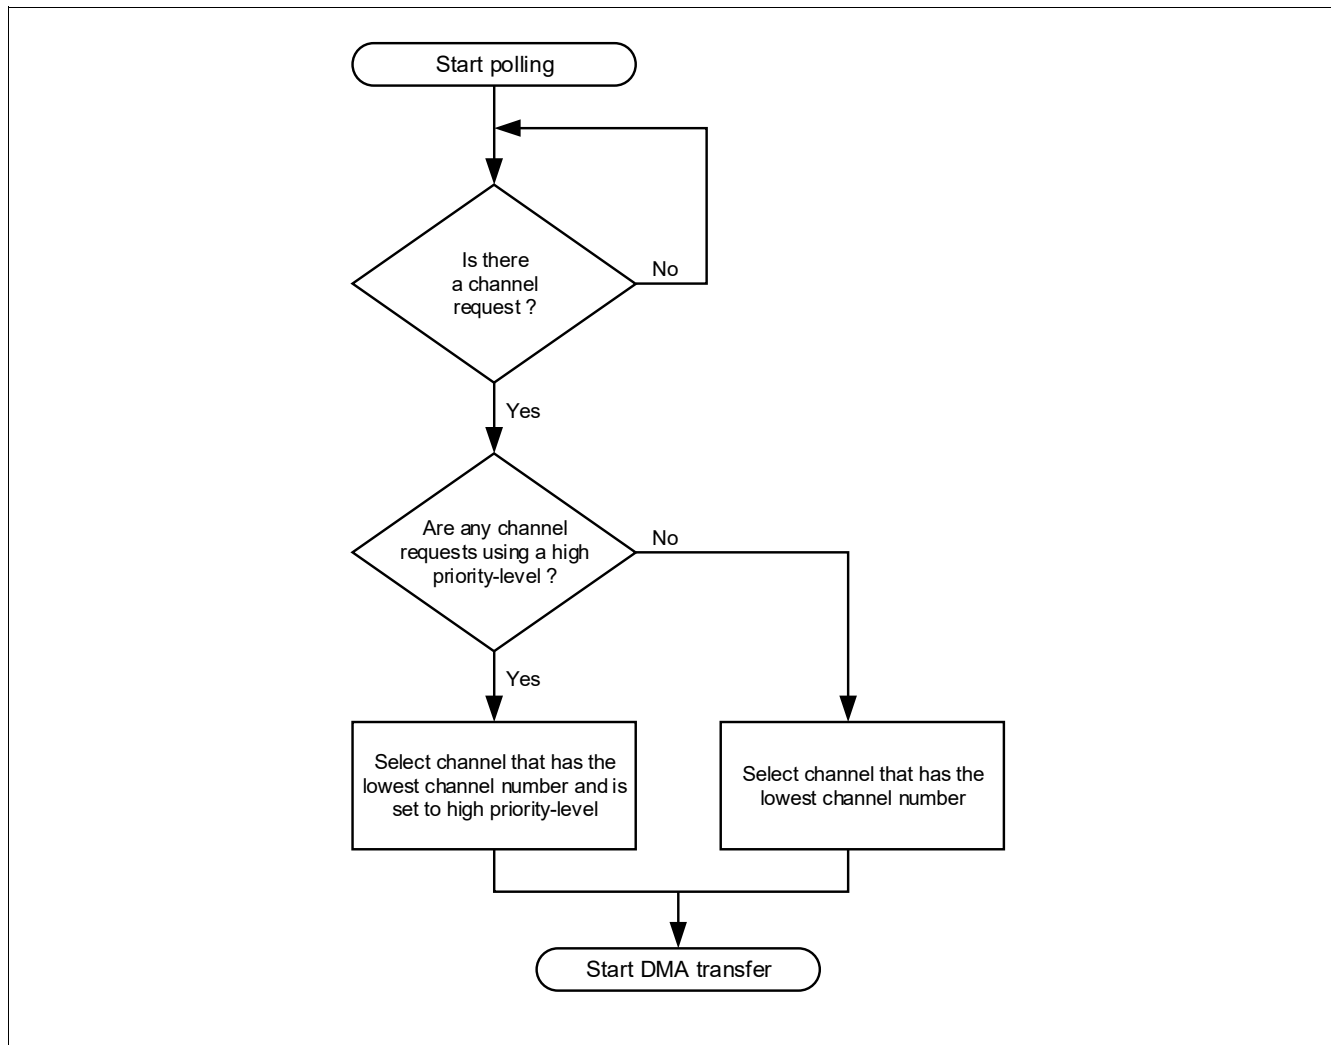 Start polling
Is there
a channel
request ?
No
Yes
Are any channel
requests using a high
priority-level ?
No
Yes
Select channel that has the
lowest channel number and is
set to high priority-level
Select channel that has the
lowest channel number
Start DMA transfer